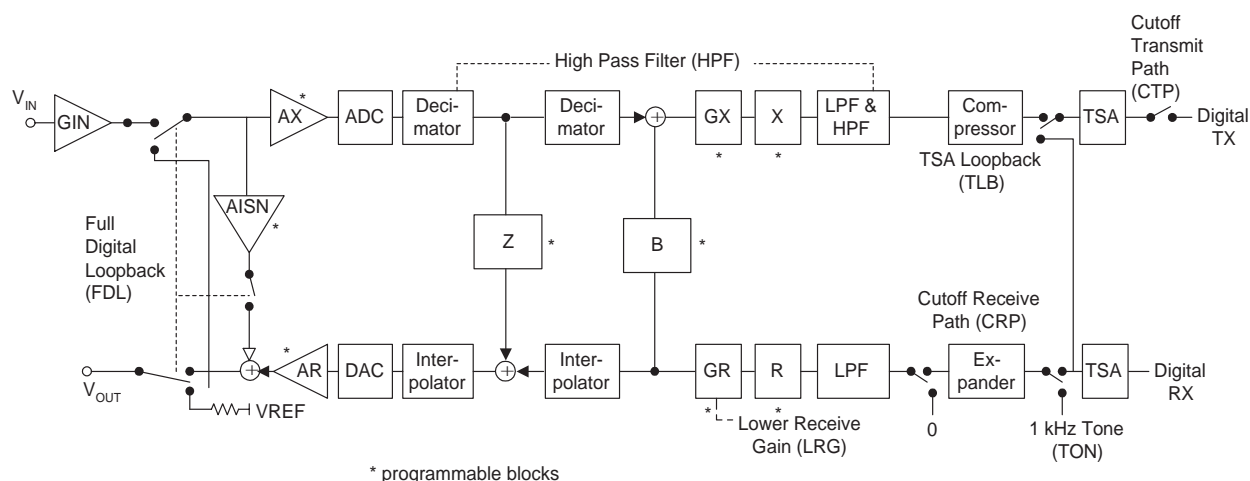 High Pass Filter (HPF)
Cutoff
Transmit
Path
(CTP)
VIN
GIN
AX
*
ADC
Deci-
mator
Deci-
mator
+
GX
*
X
*
LPF &
HPF
Com-
pressor
TSA
Digital
TX
TSA Loopback
(TLB)
AISN
*
Full
Digital
Loopback
(FDL)
Z
*
B
*
Cutoff Receive
Path (CRP)
VOUT
+
*
AR
DAC
Inter-
polator
+
Inter-
polator
GR
*
R
*
LPF
Ex-
pander
TSA
Digital
RX
VREF
Lower Receive
Gain (LRG)
0
1 kHz Tone
(TON)
* programmable blocks